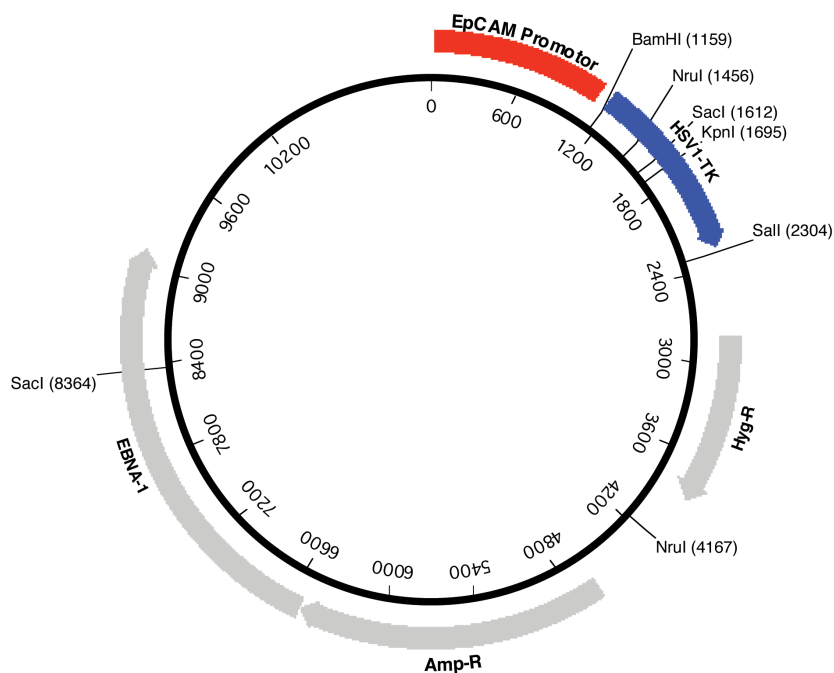 EpCAM Promotor
BamHI (1159)
NruI (1456)
SacI (1612)
KpnI (1695)
HSV1-TK
SalI (2304)
Hyg-R
NruI (4167)
Amp-R
EBNA-1
SacI (8364)
0
600
1200
1800
2400
3000
3600
4200
4800
5400
6000
6600
7200
7800
8400
9000
9600
10200